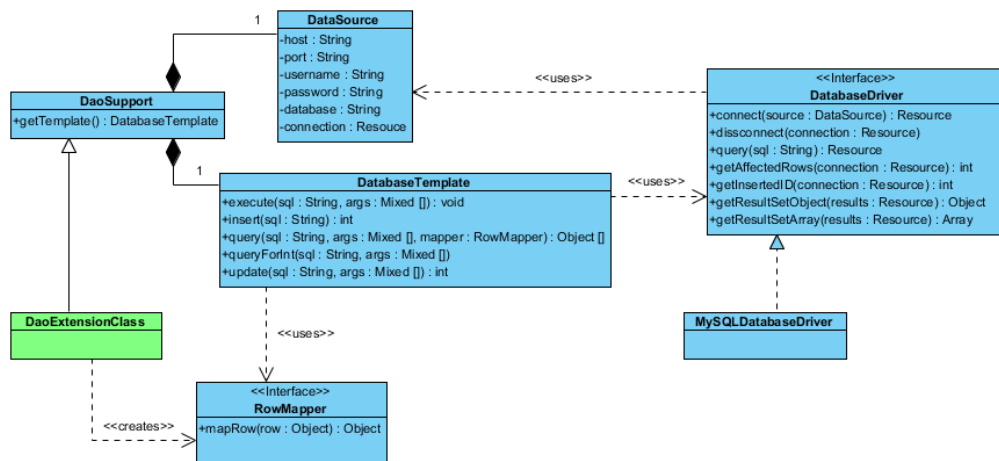 DataSource
-host : String
-port : String
-username : String
-password : String
-database : String
-connection : Resouce
1
DaoSupport
+getTemplate() : DatabaseTemplate
1
<<uses>>
<<Interface>>
DatabaseDriver
+connect(source : DataSource) : Resource
+dissconnect(connection : Resource)
+query(sql : String) : Resource
+getAffectedRows(connection : Resource) : int
+getInsertedID(connection : Resource) : int
+getResultSetObject(results : Resource) : Object
+getResultSetArray(results : Resource) : Array
DatabaseTemplate
+execute(sql : String, args : Mixed []) : void
+insert(sql : String) : int
+query(sql : String, args : Mixed [], mapper : RowMapper) : Object []
+queryForInt(sql : String, args : Mixed [])
+update(sql : String, args : Mixed []) : int
<<uses>>
DaoExtensionClass
<<uses>>
MySQLDatabaseDriver
<<Interface>>
RowMapper
+mapRow(row : Object) : Object
<<creates>>